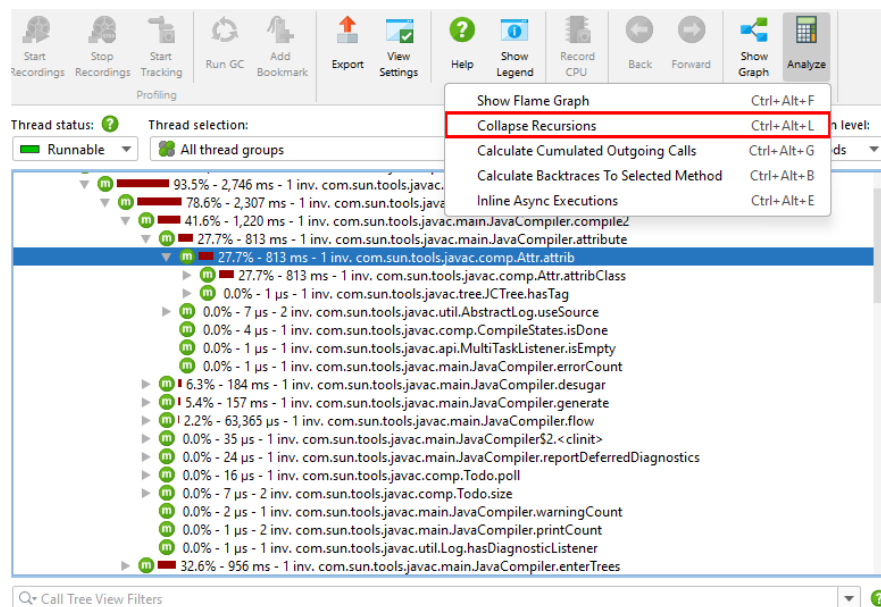 Start Recordings
Stop Recordings
Start Tracking
Run GC
Add Bookmark
Export
View Settings
Help
Show Legend
Record CPU
Back
Forward
Show Graph
Analyze
Profiling
Show Flame Graph Ctrl+Alt+F
Collapse Recursions Ctrl+Alt+L
Calculate Cumulated Outgoing Calls Ctrl+Alt+G
Calculate Backtraces To Selected Method Ctrl+Alt+B
Inline Async Executions Ctrl+Alt+E
Thread status: Thread selection: level:
Runnable All thread groups ds
93.5% - 2,746 ms - 1 inv. com.sun.tools.javac.
78.6% - 2,307 ms - 1 inv. com.sun.tools.java
41.6% - 1,220 ms - 1 inv. com.sun.tools.javac.main.JavaCompiler.compile2
27.7% - 813 ms - 1 inv. com.sun.tools.javac.main.JavaCompiler.attribute
27.7% - 813 ms - 1 inv. com.sun.tools.javac.comp.Attr.attrib
27.7% - 813 ms - 1 inv. com.sun.tools.javac.comp.Attr.attribClass
0.0% - 1 µs - 1 inv. com.sun.tools.javac.tree.JCTree.hasTag
0.0% - 7 µs - 2 inv. com.sun.tools.javac.util.AbstractLog.useSource
0.0% - 4 µs - 1 inv. com.sun.tools.javac.comp.CompileStates.isDone
0.0% - 1 µs - 1 inv. com.sun.tools.javac.api.MultiTaskListener.isEmpty
0.0% - 1 µs - 1 inv. com.sun.tools.javac.main.JavaCompiler.errorCount
6.3% - 184 ms - 1 inv. com.sun.tools.javac.main.JavaCompiler.desugar
5.4% - 157 ms - 1 inv. com.sun.tools.javac.main.JavaCompiler.generate
2.2% - 63,365 µs - 1 inv. com.sun.tools.javac.main.JavaCompiler.flow
0.0% - 35 µs - 1 inv. com.sun.tools.javac.main.JavaCompiler$2.<clinit>
0.0% - 24 µs - 1 inv. com.sun.tools.javac.main.JavaCompiler.reportDeferredDiagnostics
0.0% - 16 µs - 1 inv. com.sun.tools.javac.comp.Todo.poll
0.0% - 7 µs - 2 inv. com.sun.tools.javac.comp.Todo.size
0.0% - 2 µs - 1 inv. com.sun.tools.javac.main.JavaCompiler.warningCount
0.0% - 1 µs - 2 inv. com.sun.tools.javac.main.JavaCompiler.printCount
0.0% - 1 µs - 1 inv. com.sun.tools.javac.util.Log.hasDiagnosticListener
32.6% - 956 ms - 1 inv. com.sun.tools.javac.main.JavaCompiler.enterTrees
Call Tree View Filters